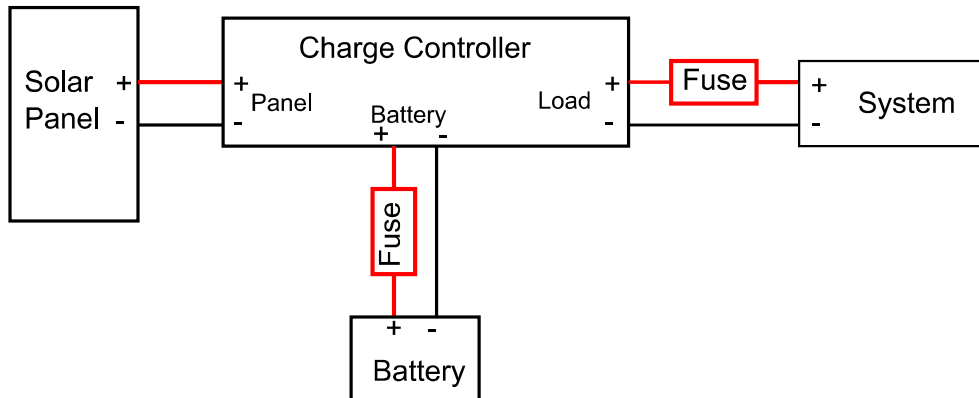 Charge Controller
Solar
Panel
+
-
+
-
Panel
Battery
+ -
Load
+
-
Fuse
+
-
System
Fuse
+ -
Battery